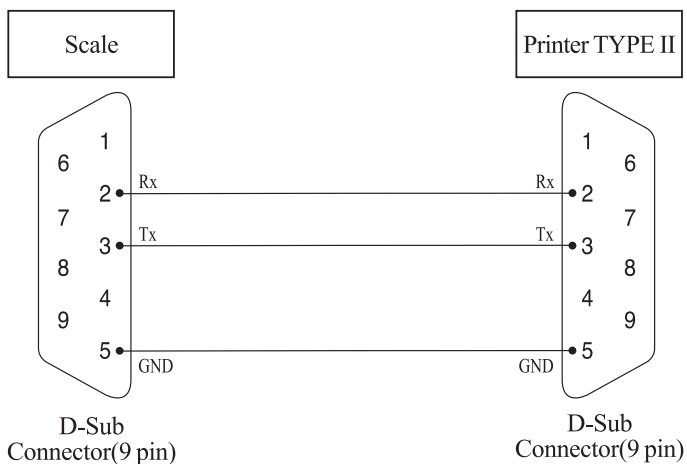 Scale
Printer TYPE II
1
6
2
Rx
7
3
Tx
8
4
9
5
GND
D-Sub
Connector(9 pin)
1
6
Rx
2
7
Tx
3
8
4
9
GND
5
D-Sub
Connector(9 pin)